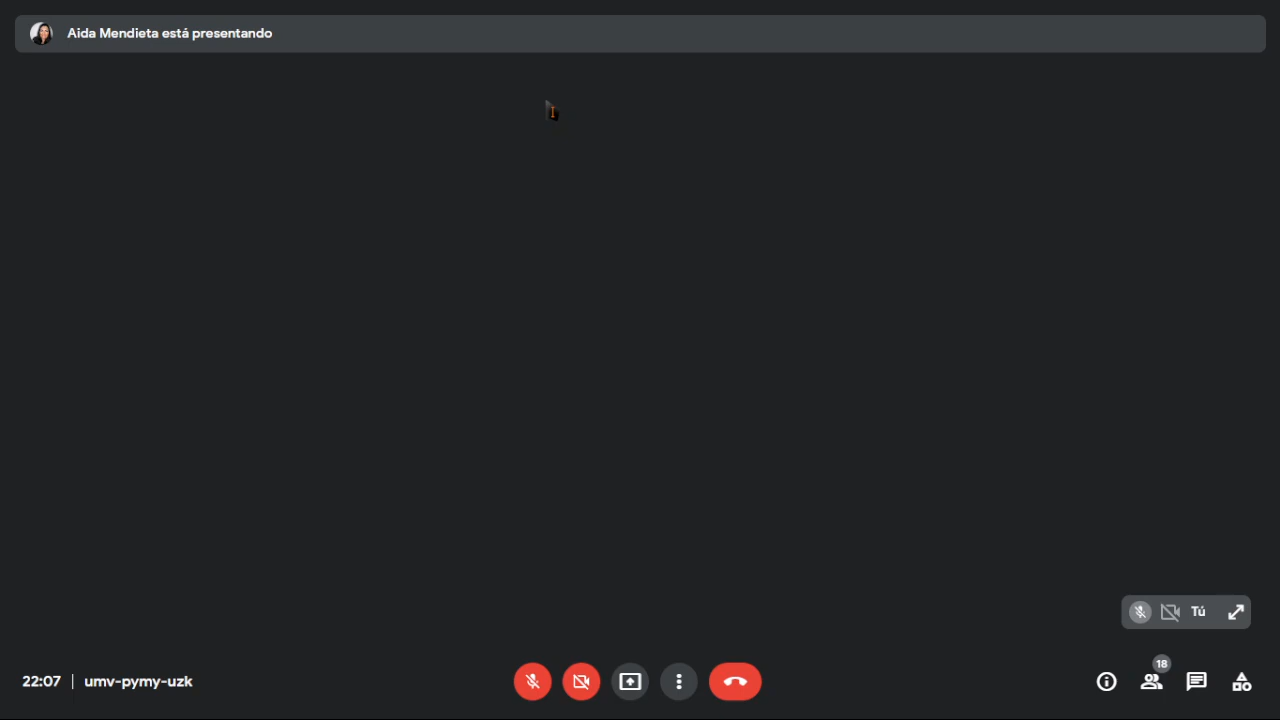 Aida Mendieta está presentando
Tú
22:07 | umv-pymy-uzk
18